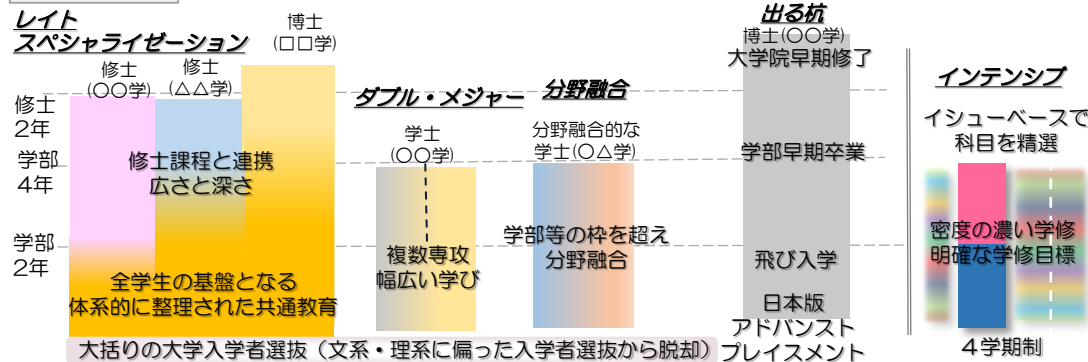 レイト
スペシャライゼーション
博士
(□□学)
修士
(〇〇学)
修士
(△△学)
修士
2年
学部
4年
学部
2年
修士課程と連携
広さと深さ
全学生の基盤となる
体系的に整理された共通教育
ダブル・メジャー
学士
(〇〇学)
複数専攻
幅広い学び
分野融合
分野融合的な
学士(〇△学)
学部等の枠を超え
分野融合
出る杭
博士(〇〇学)
大学院早期修了
学部早期卒業
飛び入学
日本版
アドバンスト
プレイスメント
大括りの大学入学者選抜（文系・理系に偏った入学者選抜から脱却）
インテンシブ
イシューベースで
科目を精選
密度の濃い学修
明確な学修目標
４学期制